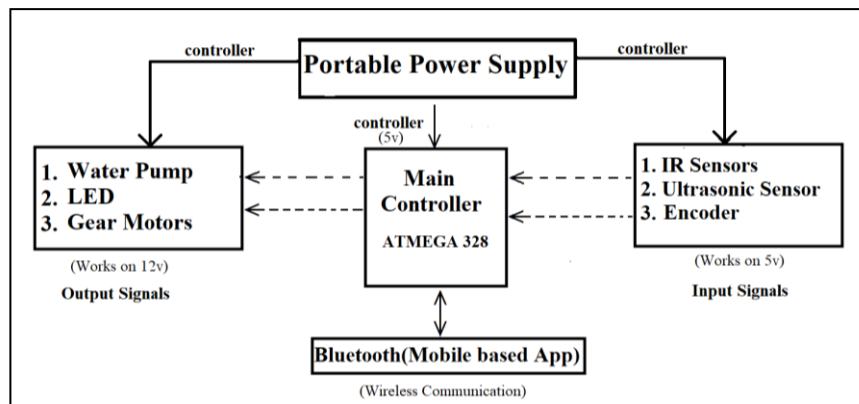 controller
Portable Power Supply
controller
controller
(5v)
1. Water Pump
2. LED
3. Gear Motors
(Works on 12v)
Output Signals
Main
Controller
ATMEGA 328
1. IR Sensors
2. Ultrasonic Sensor
3. Encoder
(Works on 5v)
Input Signals
Bluetooth(Mobile based App)
(Wireless Communication)